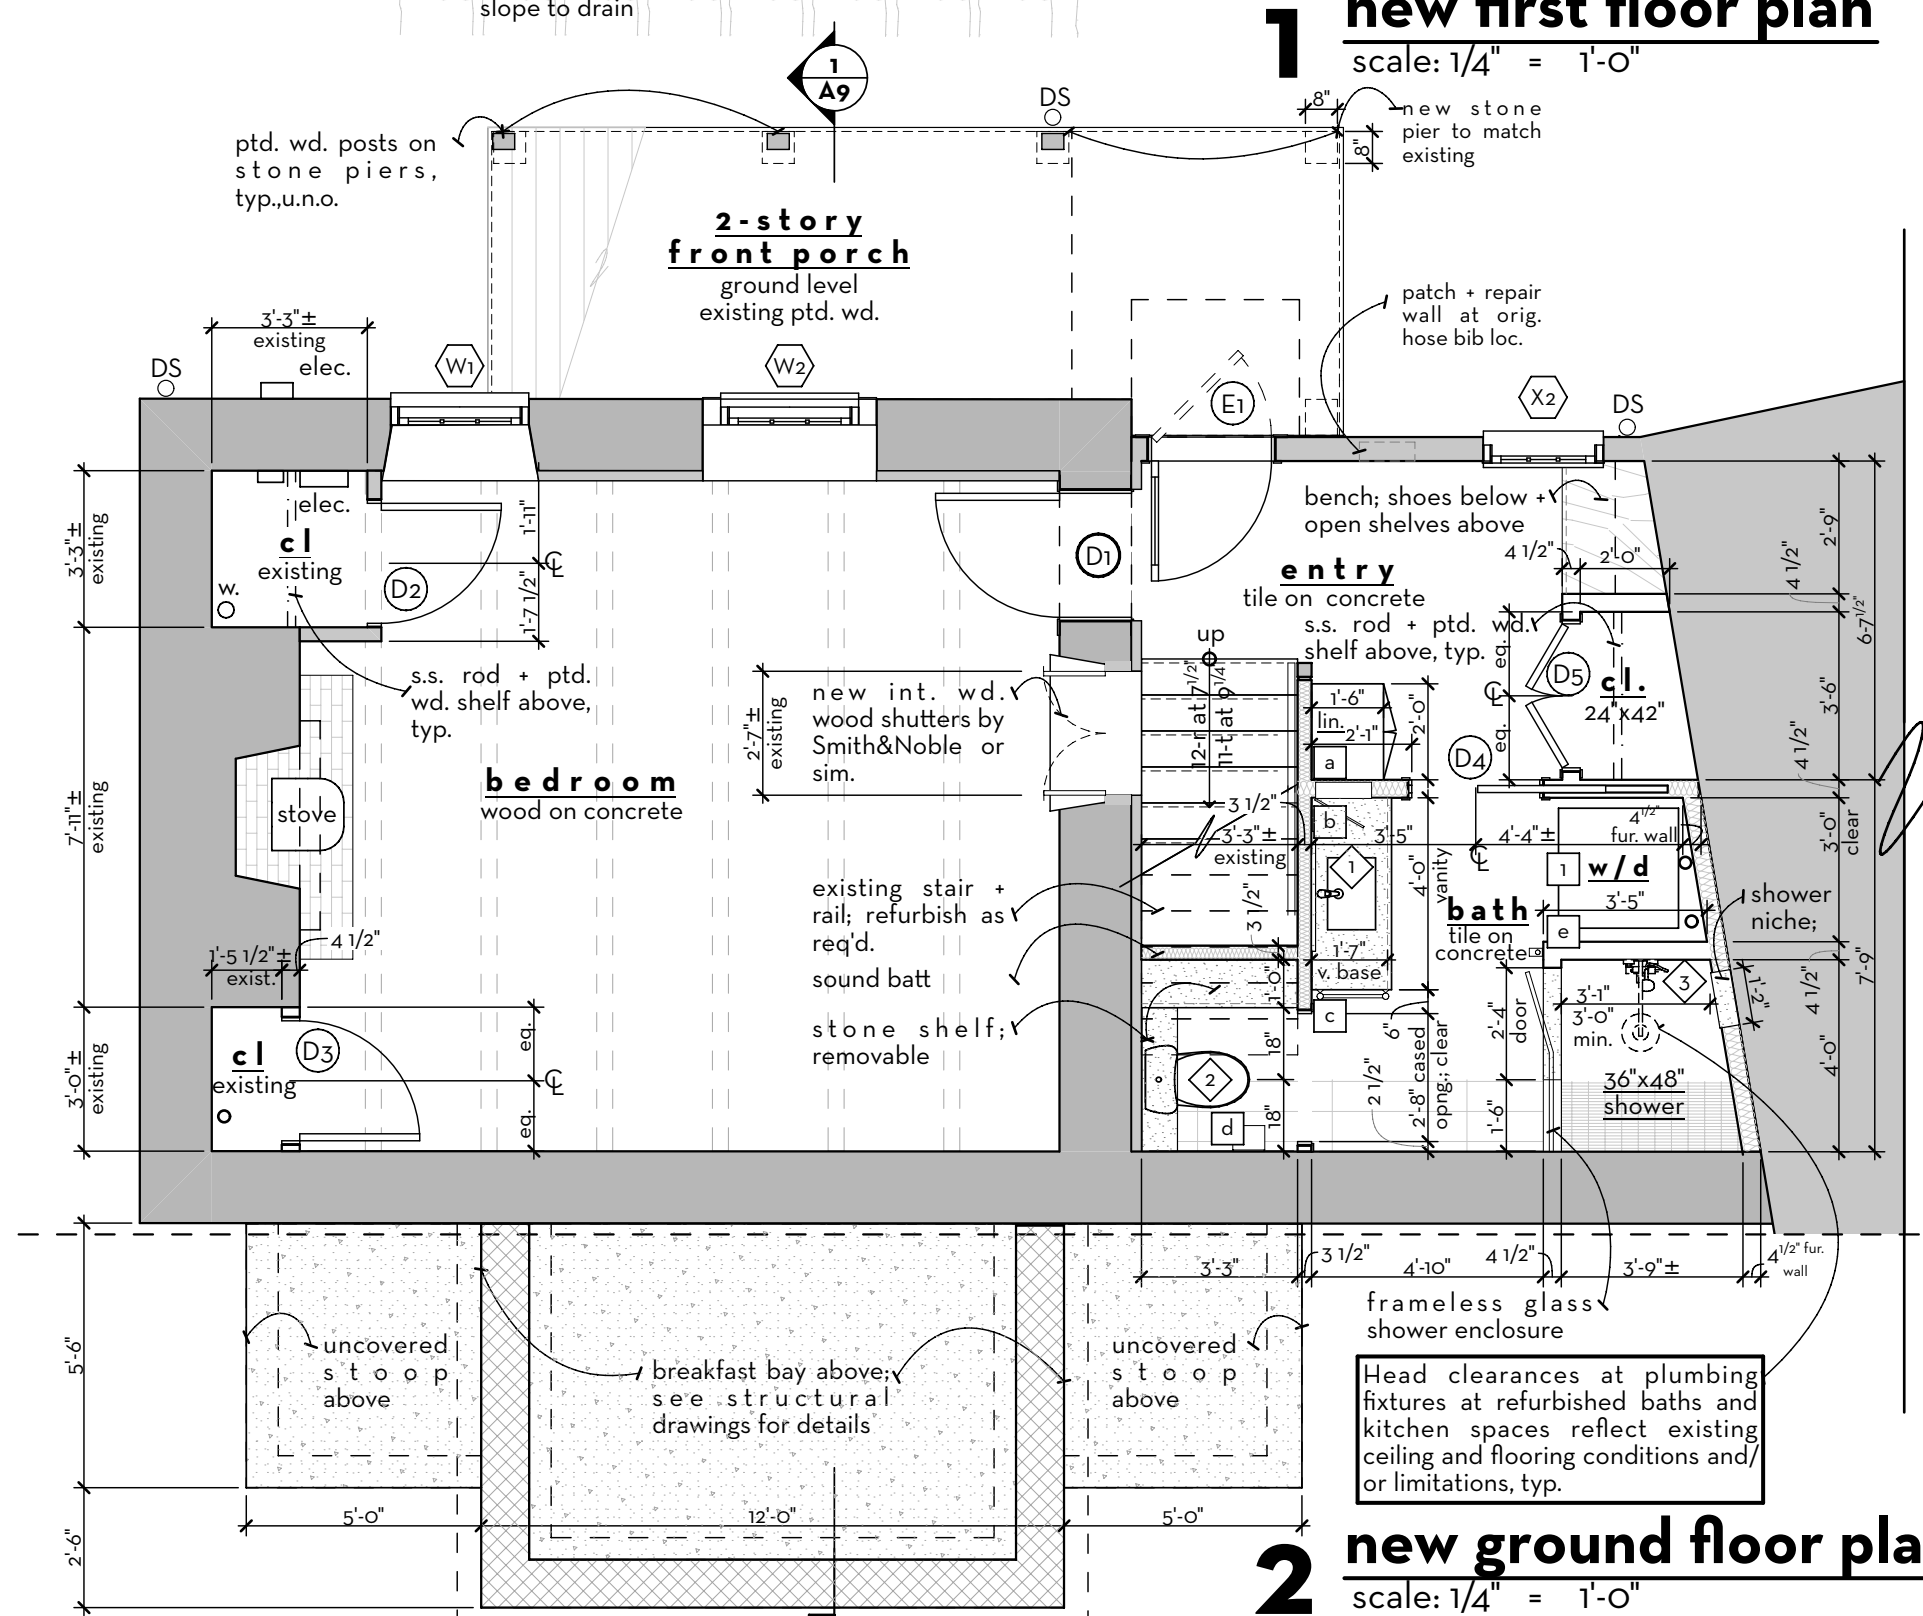 slope to drain
1
new first floor plan
scale: 1/4" = 1'-0"
1
A9
DS
8"
8"
new stone
pier to match
existing
ptd. wd. posts on
stone piers,
typ.,u.n.o.
2-story
front porch
ground level
existing ptd. wd.
patch + repair
wall at orig.
hose bib loc.
3'-3"±
existing
elec.
DS
W1
W2
E1
X2
DS
3'-3"±
existing
elec.
cl
existing
w.
D2
1'-11"
1'-7 1/2"
℄
D1
bench; shoes below +
open shelves above
4 1/2"
2'-0"
entry
tile on concrete
s.s. rod + ptd. wd.
shelf above, typ.
2'-9"
4 1/2"
6-7 1/2"
3'-6"
4 1/2"
s.s. rod + ptd.
wd. shelf above,
typ.
2'-7"±
existing
new int. wd.
wood shutters by
Smith&Noble or
sim.
up
12-r at 7 1/2"
11-t at 9 1/4
1'-6"
lin.
2'-1"
2'-0"
a
eq.
℄
eq.
D5
cl.
24"x42"
D4
7'-11"±
existing
stove
bedroom
wood on concrete
3 1/2"
3'-3"±
existing
b
3'-5"
1
4'-0"
vanity
4'-4"±
℄
4 1/2"
fur. wall
1
w/d
3'-5"
e
3'-0"
clear
shower
niche;
existing stair +
rail; refurbish as
req'd.
sound batt
3 1/2"
bath
tile on
concrete
1'-7"
v. base
1'-5 1/2"±
exist.
4 1/2"
1'-0"
c
6"
2'-4"
door
3'-1"
3'-0"
min.
3
1'-2"
4 1/2"
7'-9"
stone shelf;
removable
3'-0"±
existing
cl
existing
D3
eq.
℄
eq.
18"
18"
2
d
2 1/2"
2'-8" cased
opng.; clear
1'-6"
36"x48"
shower
4'-0"
3'-3"
3 1/2"
4'-10"
4 1/2"
3'-9"±
4 1/2" fur.
wall
frameless glass
shower enclosure
5'-6"
uncovered
stoop
above
breakfast bay above;
see structural
drawings for details
uncovered
stoop
above
Head clearances at plumbing
fixtures at refurbished baths and
kitchen spaces reflect existing
ceiling and flooring conditions and/
or limitations, typ.
5'-0"
12'-0"
5'-0"
2'-6"
2
new ground floor pla
scale: 1/4" = 1'-0"